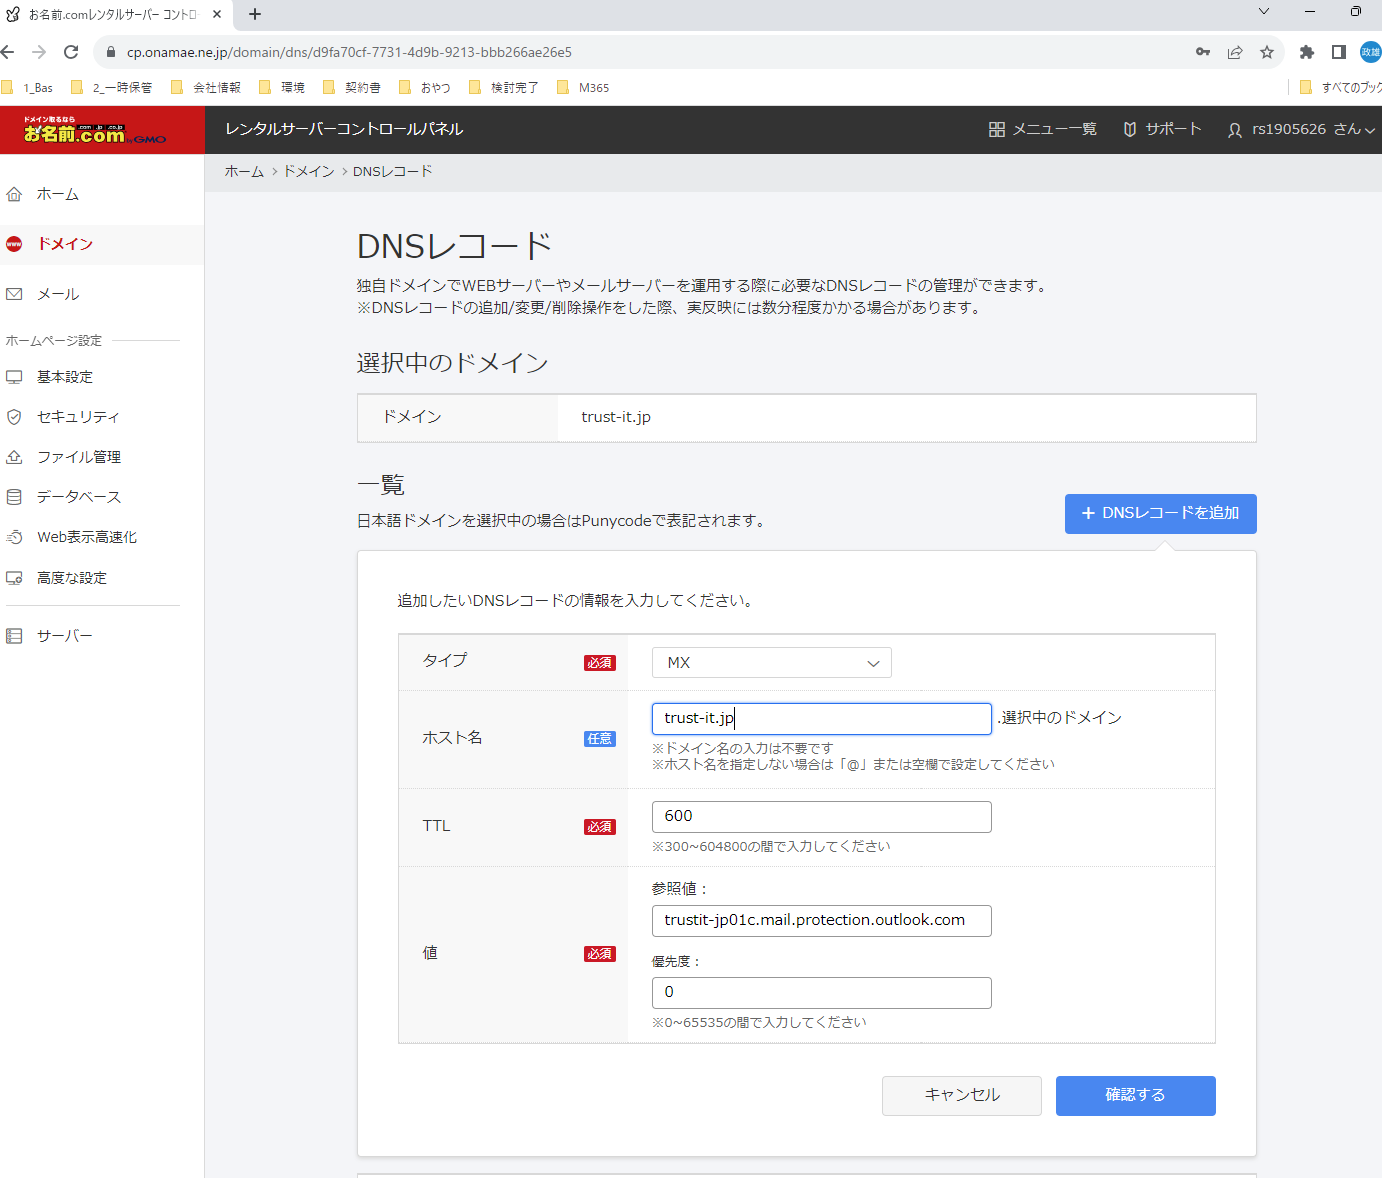 お名前.comレンタルサーバー コントロ
cp.onamae.ne.jp/domain/dns/d9fa70cf-7731-4d9b-9213-bbb266ae26e5
政雄
1_Bas
2_一時保管
会社情報
環境
契約書
おやつ
検討完了
M365
すべてのブック
ドメイン取るなら
お名前.com
.com .jp .co.jp
by GMO
レンタルサーバーコントロールパネル
メニュー一覧
サポート
rs1905626 さん
ホーム
www
ドメイン
メール
ホームページ設定
基本設定
セキュリティ
ファイル管理
データベース
Web表示高速化
高度な設定
サーバー
ホーム > ドメイン > DNSレコード
DNSレコード
独自ドメインでWEBサーバーやメールサーバーを運用する際に必要なDNSレコードの管理ができます。
※DNSレコードの追加/変更/削除操作をした際、実反映には数分程度かかる場合があります。
選択中のドメイン
ドメイン trust-it.jp
一覧
日本語ドメインを選択中の場合はPunycodeで表記されます。
+ DNSレコードを追加
追加したいDNSレコードの情報を入力してください。
タイプ 必須 MX
ホスト名 任意 trust-it.jp .選択中のドメイン
※ドメイン名の入力は不要です
※ホスト名を指定しない場合は「@」または空欄で設定してください
TTL 必須 600
※300~604800の間で入力してください
値 必須
参照値：
trustit-jp01c.mail.protection.outlook.com
優先度：
0
※0~65535の間で入力してください
キャンセル
確認する